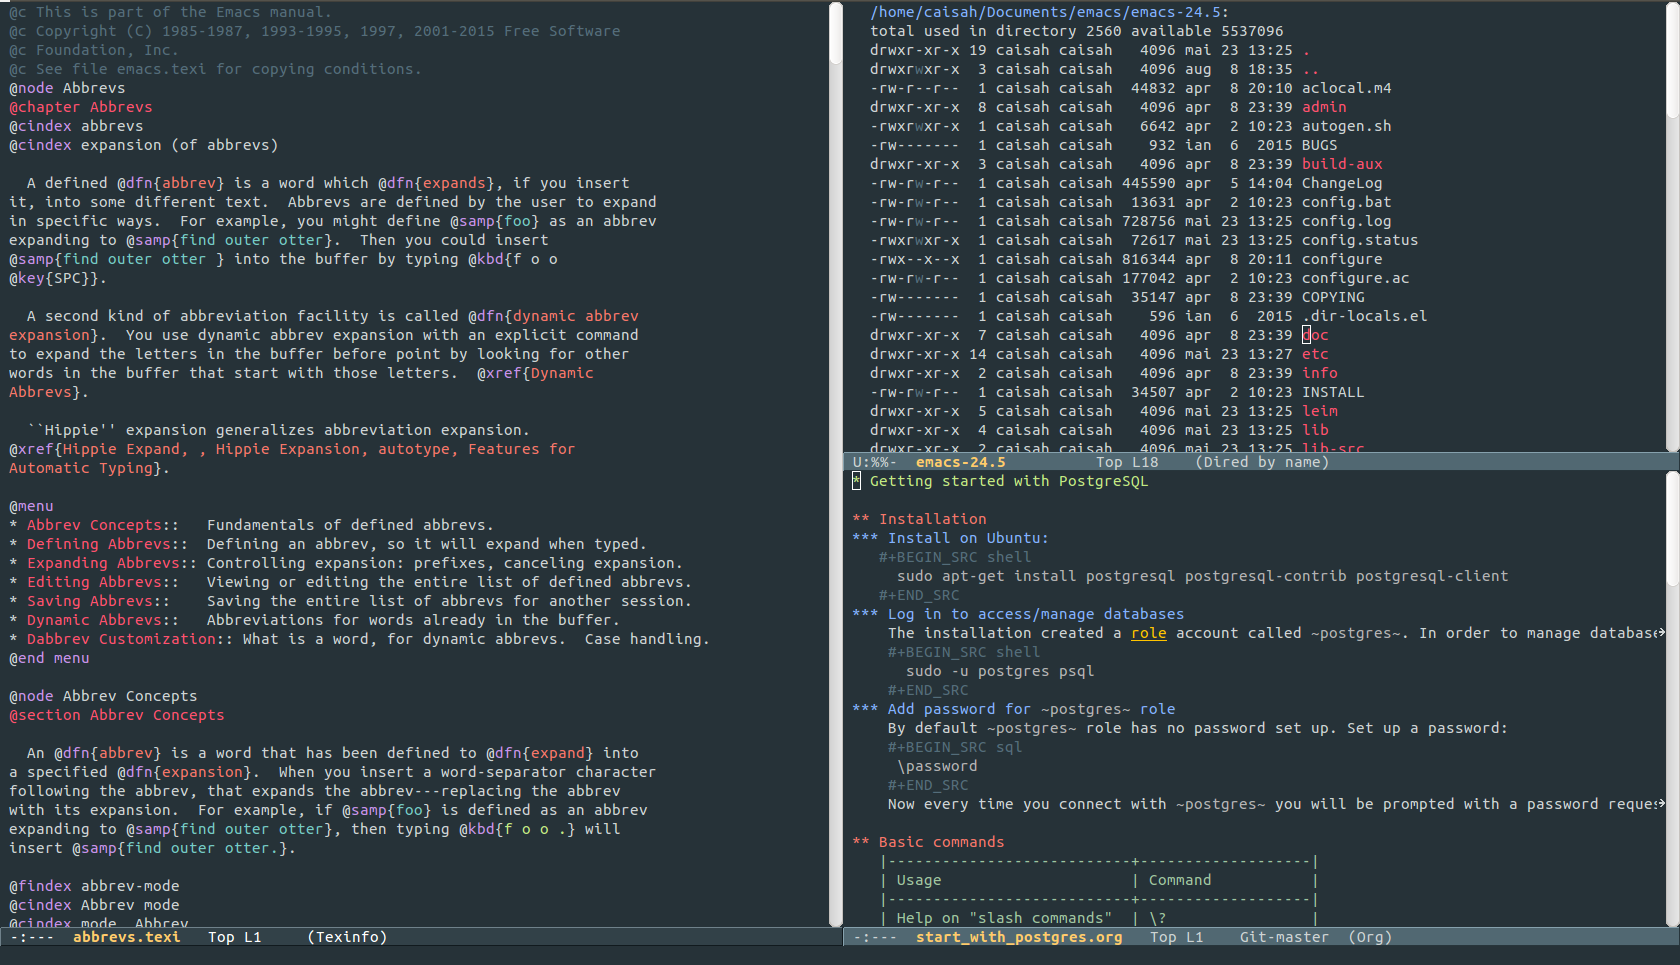 @c This is part of the Emacs manual.
@c Copyright (C) 1985-1987, 1993-1995, 1997, 2001-2015 Free Software
@c Foundation, Inc.
@c See file emacs.texi for copying conditions.
@node Abbrevs
@chapter Abbrevs
@cindex abbrevs
@cindex expansion (of abbrevs)

  A defined @dfn{abbrev} is a word which @dfn{expands}, if you insert
it, into some different text.  Abbrevs are defined by the user to expand
in specific ways.  For example, you might define @samp{foo} as an abbrev
expanding to @samp{find outer otter}.  Then you could insert
@samp{find outer otter } into the buffer by typing @kbd{f o o
@key{SPC}}.

  A second kind of abbreviation facility is called @dfn{dynamic abbrev
expansion}.  You use dynamic abbrev expansion with an explicit command
to expand the letters in the buffer before point by looking for other
words in the buffer that start with those letters.  @xref{Dynamic
Abbrevs}.

  ``Hippie'' expansion generalizes abbreviation expansion.
@xref{Hippie Expand, , Hippie Expansion, autotype, Features for
Automatic Typing}.

@menu
* Abbrev Concepts::   Fundamentals of defined abbrevs.
* Defining Abbrevs::  Defining an abbrev, so it will expand when typed.
* Expanding Abbrevs:: Controlling expansion: prefixes, canceling expansion.
* Editing Abbrevs::   Viewing or editing the entire list of defined abbrevs.
* Saving Abbrevs::    Saving the entire list of abbrevs for another session.
* Dynamic Abbrevs::   Abbreviations for words already in the buffer.
* Dabbrev Customization:: What is a word, for dynamic abbrevs.  Case handling.
@end menu

@node Abbrev Concepts
@section Abbrev Concepts

  An @dfn{abbrev} is a word that has been defined to @dfn{expand} into
a specified @dfn{expansion}.  When you insert a word-separator character
following the abbrev, that expands the abbrev---replacing the abbrev
with its expansion.  For example, if @samp{foo} is defined as an abbrev
expanding to @samp{find outer otter}, then typing @kbd{f o o .} will
insert @samp{find outer otter.}.

@findex abbrev-mode
@cindex Abbrev mode
@cindex mode, Abbrev
-:---  abbrevs.texi   Top L1     (Texinfo)
/home/caisah/Documents/emacs/emacs-24.5:
total used in directory 2560 available 5537096
drwxr-xr-x 19 caisah caisah   4096 mai 23 13:25 .
drwxrwxr-x  3 caisah caisah   4096 aug  8 18:35 ..
-rw-r--r--  1 caisah caisah  44832 apr  8 20:10 aclocal.m4
drwxr-xr-x  8 caisah caisah   4096 apr  8 23:39 admin
-rwxrwxr-x  1 caisah caisah   6642 apr  2 10:23 autogen.sh
-rw-------  1 caisah caisah    932 ian  6  2015 BUGS
drwxr-xr-x  3 caisah caisah   4096 apr  8 23:39 build-aux
-rw-rw-r--  1 caisah caisah 445590 apr  5 14:04 ChangeLog
-rw-rw-r--  1 caisah caisah  13631 apr  2 10:23 config.bat
-rw-rw-r--  1 caisah caisah 728756 mai 23 13:25 config.log
-rwxrwxr-x  1 caisah caisah  72617 mai 23 13:25 config.status
-rwx--x--x  1 caisah caisah 816344 apr  8 20:11 configure
-rw-rw-r--  1 caisah caisah 177042 apr  2 10:23 configure.ac
-rw-------  1 caisah caisah  35147 apr  8 23:39 COPYING
-rw-------  1 caisah caisah    596 ian  6  2015 .dir-locals.el
drwxr-xr-x  7 caisah caisah   4096 apr  8 23:39 doc
drwxr-xr-x 14 caisah caisah   4096 mai 23 13:27 etc
drwxr-xr-x  2 caisah caisah   4096 apr  8 23:39 info
-rw-rw-r--  1 caisah caisah  34507 apr  2 10:23 INSTALL
drwxr-xr-x  5 caisah caisah   4096 mai 23 13:25 leim
drwxr-xr-x  4 caisah caisah   4096 mai 23 13:25 lib
drwxr-xr-x  2 caisah caisah   4096 mai 23 13:25 lib-src
U:%%-  emacs-24.5          Top L18    (Dired by name)
* Getting started with PostgreSQL

** Installation
*** Install on Ubuntu:
   #+BEGIN_SRC shell
     sudo apt-get install postgresql postgresql-contrib postgresql-client
   #+END_SRC
*** Log in to access/manage databases
    The installation created a role account called ~postgres~. In order to manage database
    #+BEGIN_SRC shell
      sudo -u postgres psql
    #+END_SRC
*** Add password for ~postgres~ role
    By default ~postgres~ role has no password set up. Set up a password:
    #+BEGIN_SRC sql
     \password
    #+END_SRC
    Now every time you connect with ~postgres~ you will be prompted with a password reques

** Basic commands
   |---------------------------+-------------------|
   | Usage                     | Command           |
   |---------------------------+-------------------|
   | Help on "slash commands"  | \?                |
-:---  start_with_postgres.org   Top L1    Git-master  (Org)